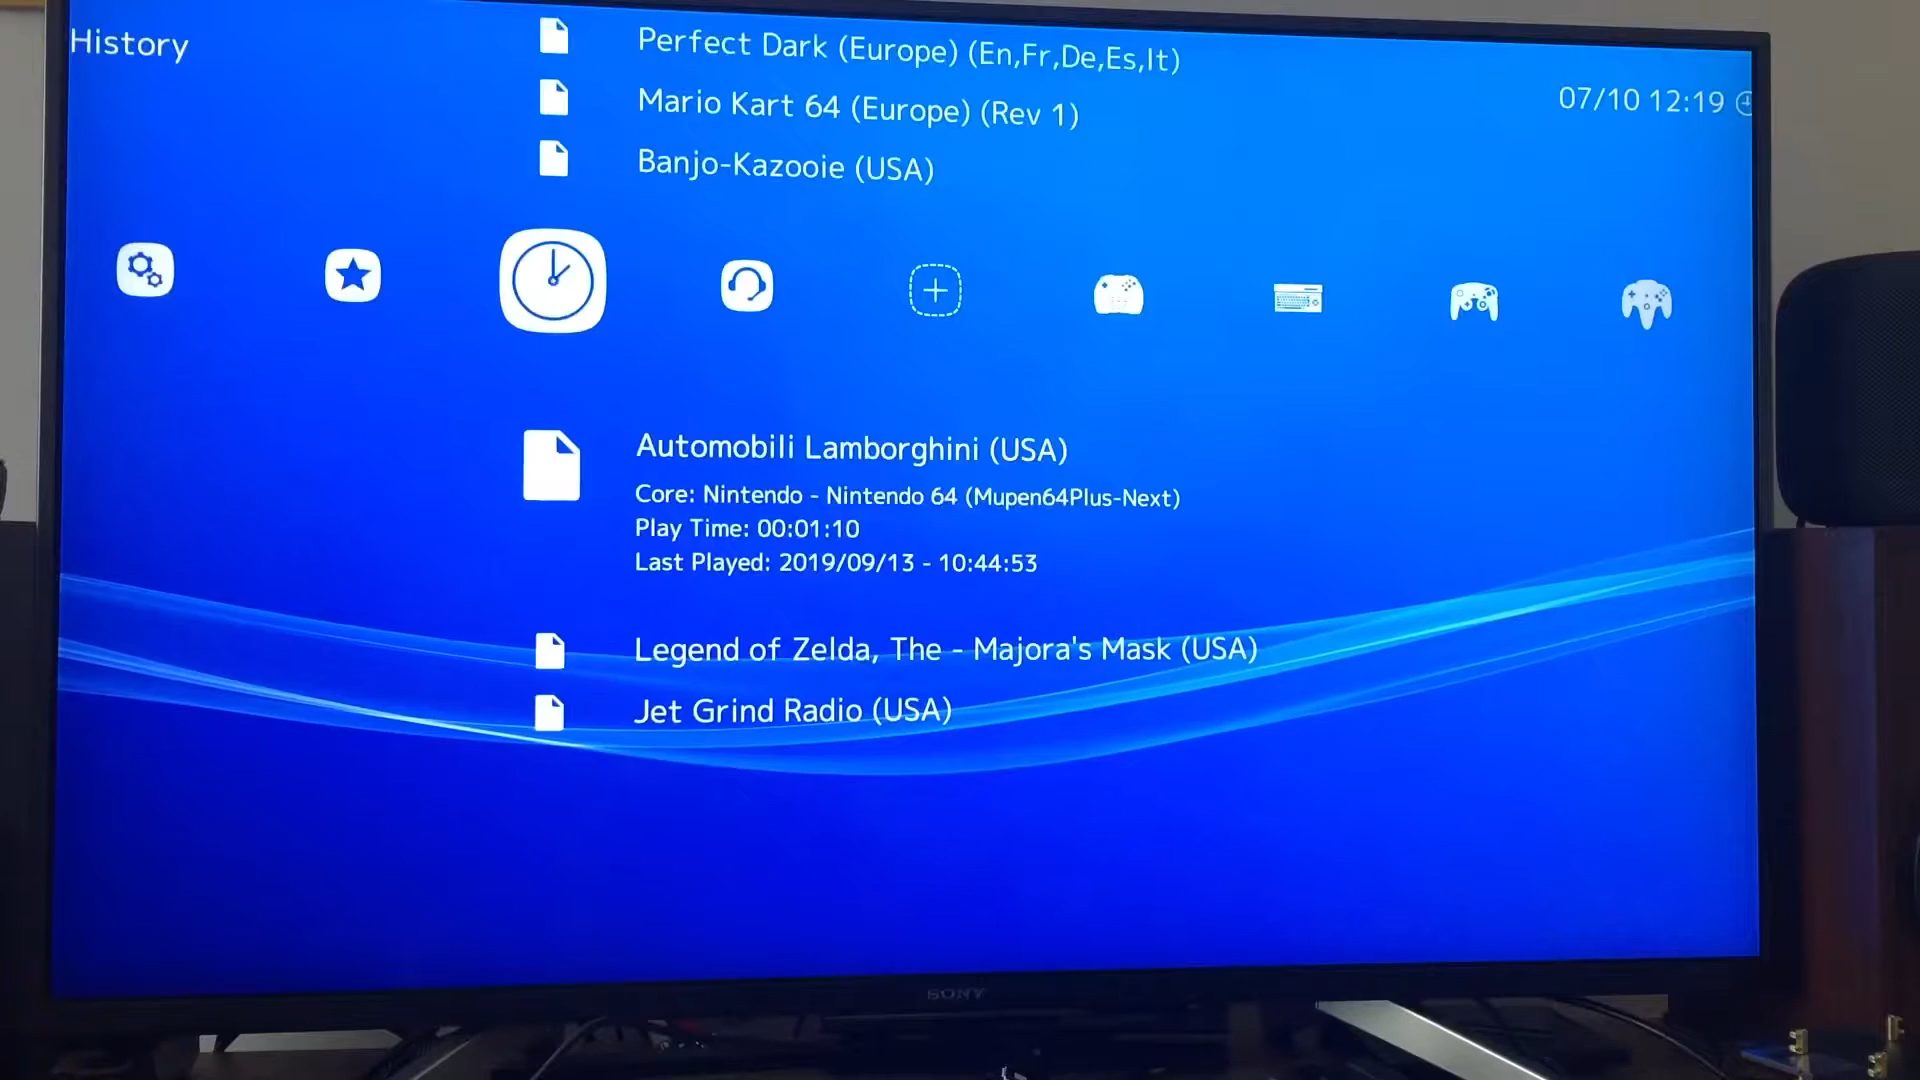 History
Perfect Dark (Europe) (En,Fr,De,Es,It)
Mario Kart 64 (Europe) (Rev 1)
07/10 12:19
Banjo-Kazooie (USA)
Automobili Lamborghini (USA)
Core: Nintendo - Nintendo 64 (Mupen64Plus-Next)
Play Time: 00:01:10
Last Played: 2019/09/13 - 10:44:53
Legend of Zelda, The - Majora's Mask (USA)
Jet Grind Radio (USA)
SONY